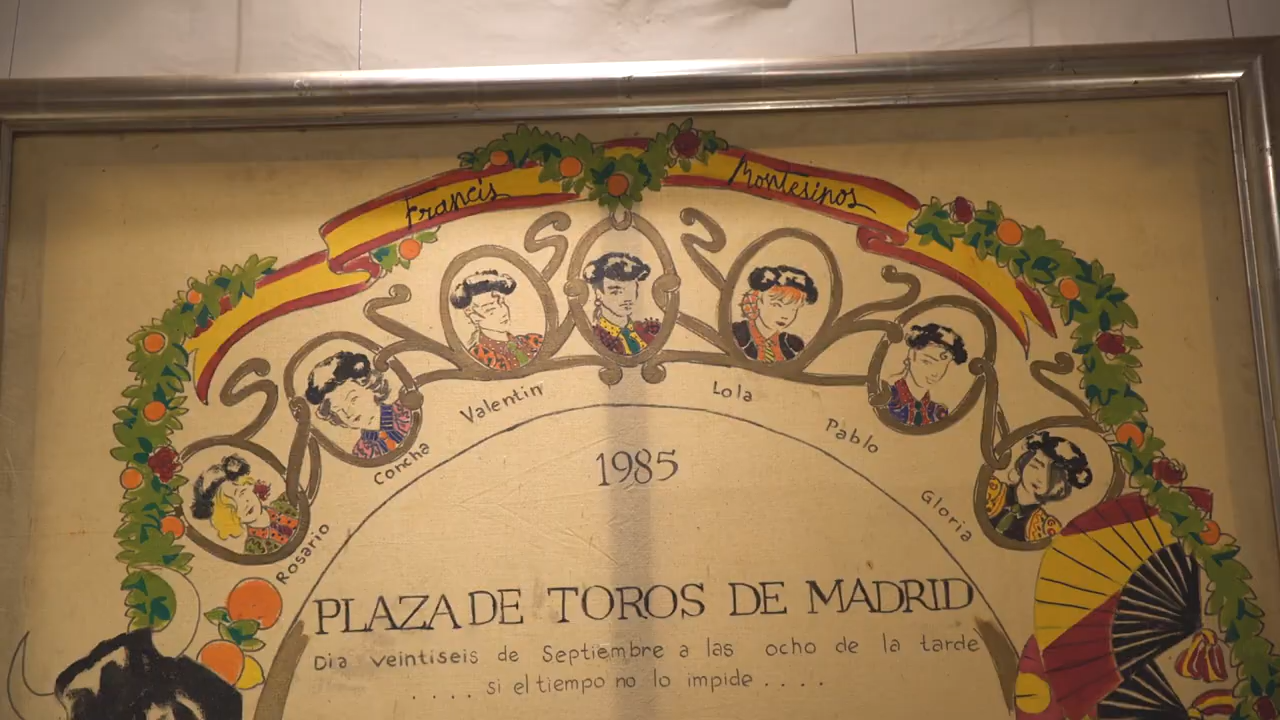 Francis Montesinos
Rosario
Concha
Valentin
Lola
Pablo
Gloria
1985
PLAZA DE TOROS DE MADRID
Dia veintiseis de Septiembre a las ocho de la tarde
. . . . si el tiempo no lo impide . . . .